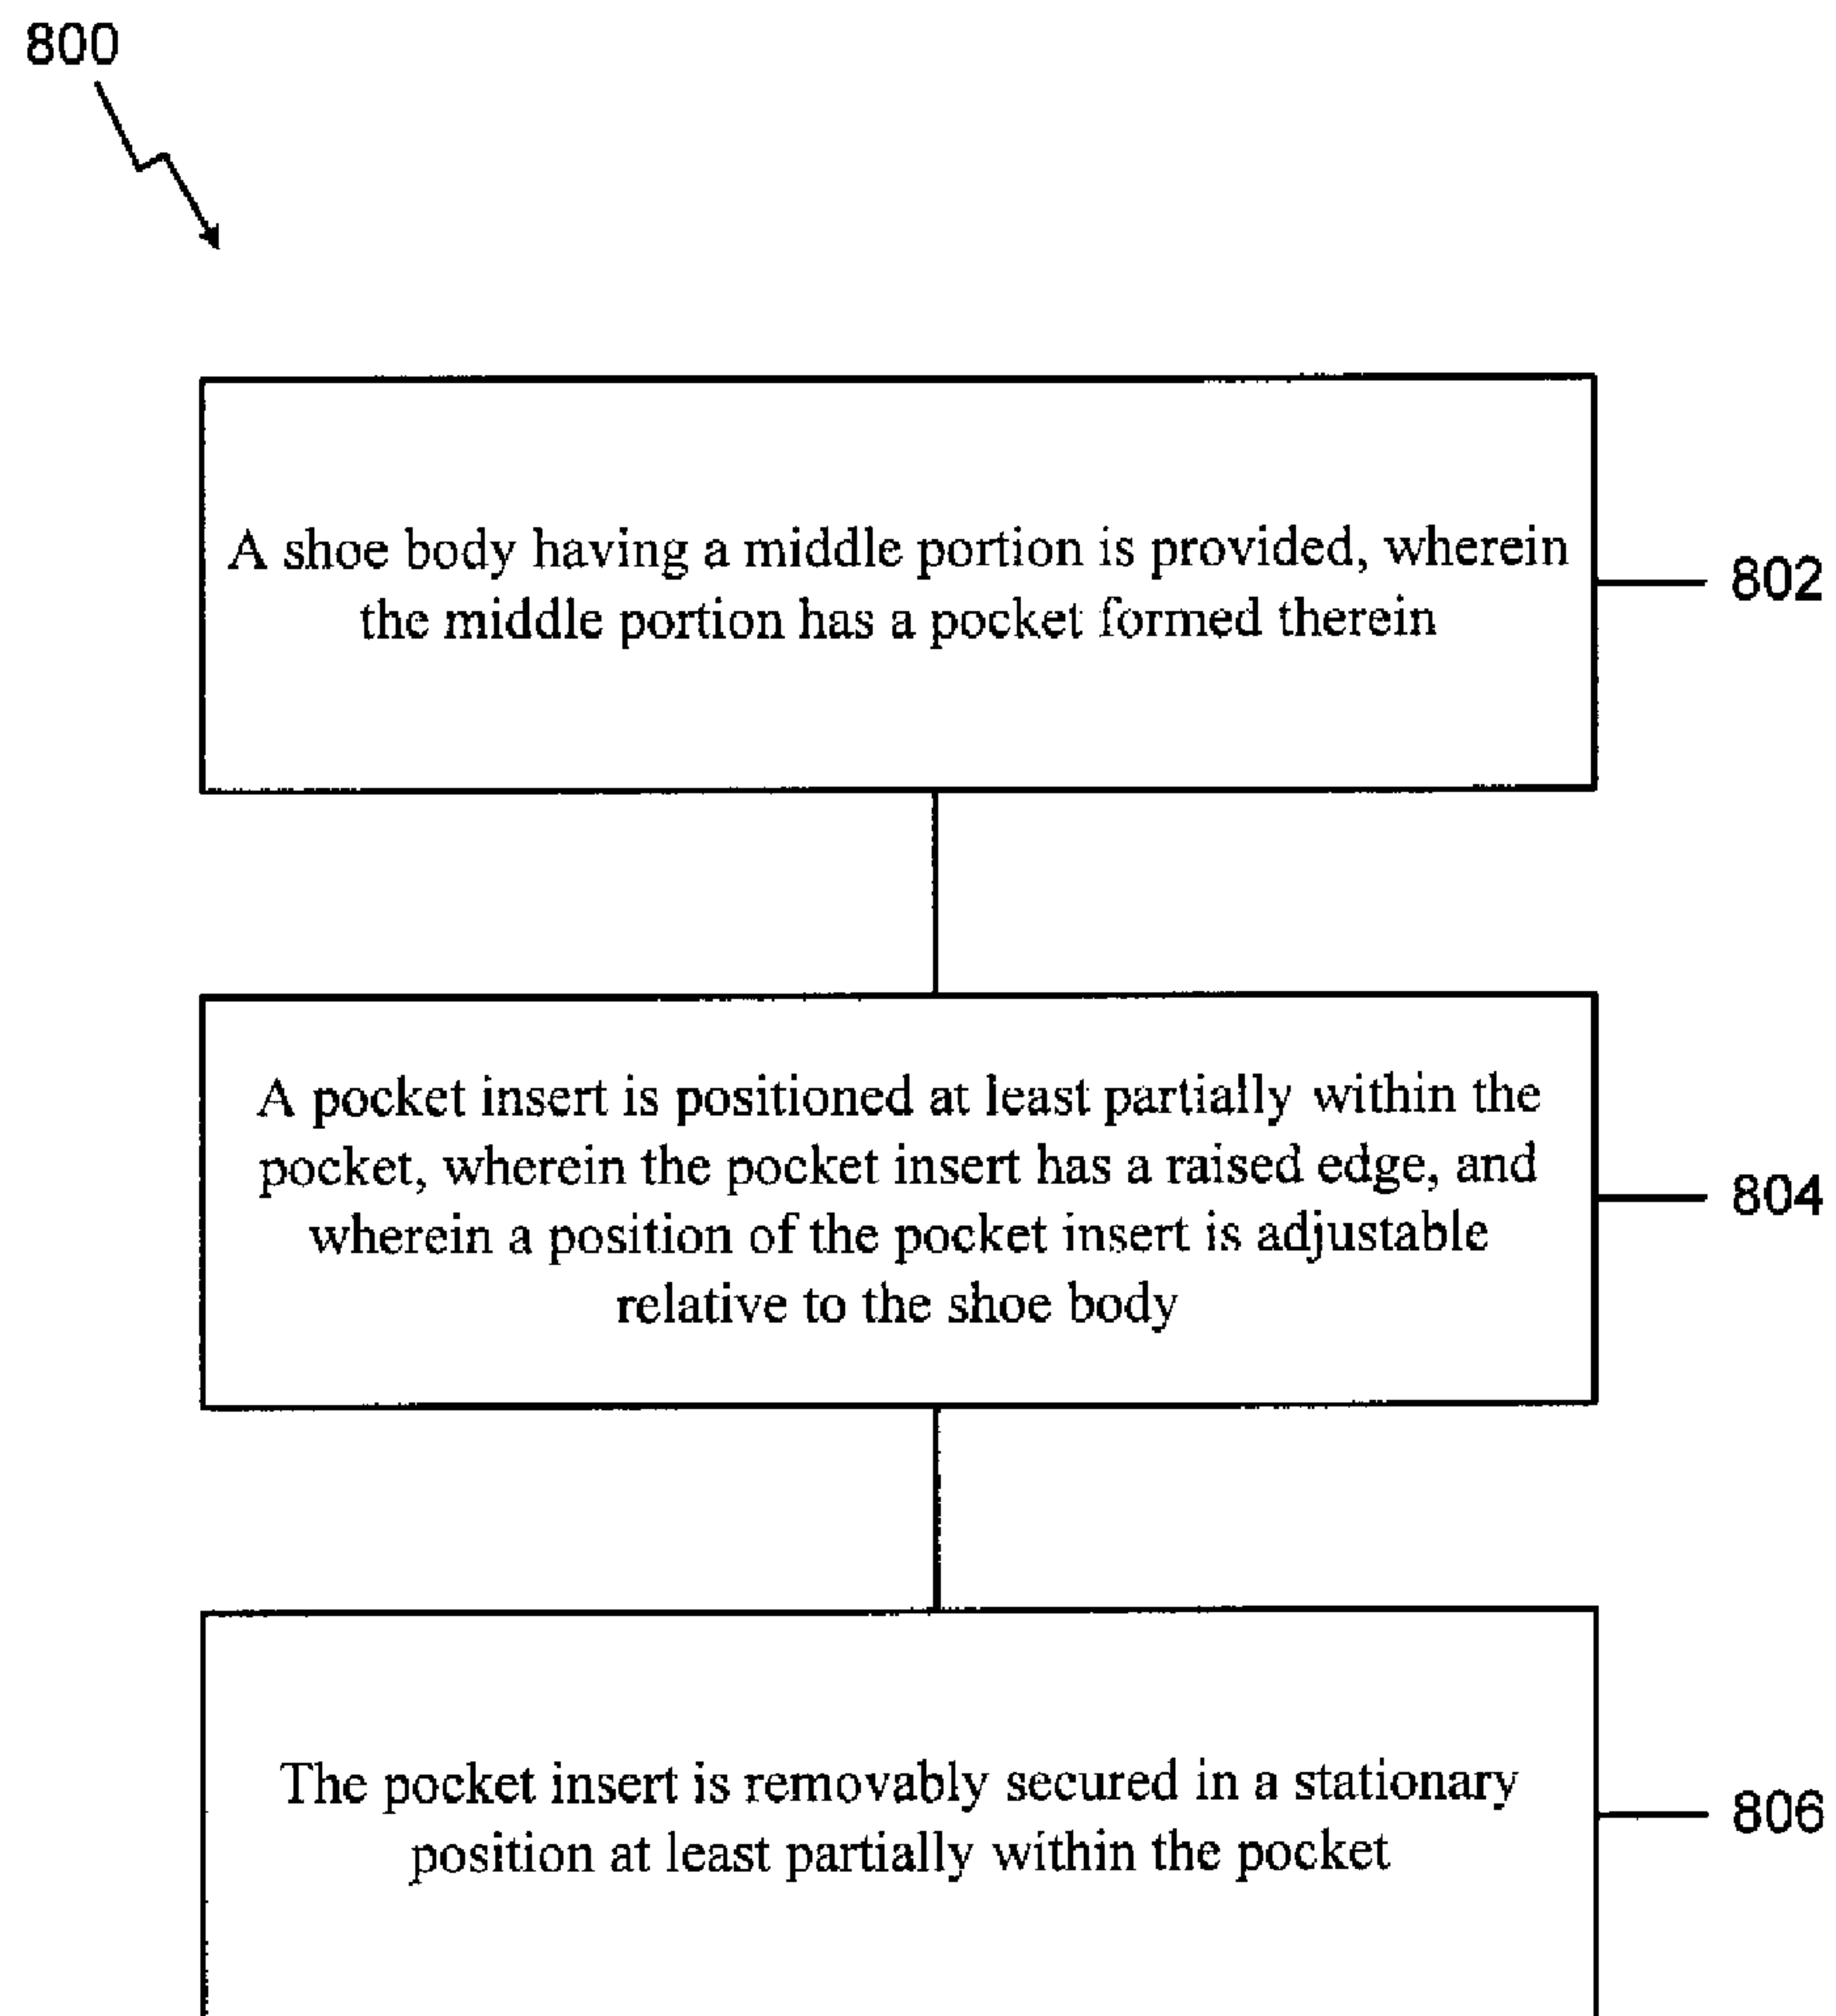 800
A shoe body having a middle portion is provided, wherein
the middle portion has a pocket formed therein
802
A pocket insert is positioned at least partially within the
pocket, wherein the pocket insert has a raised edge, and
wherein a position of the pocket insert is adjustable
relative to the shoe body
804
The pocket insert is removably secured in a stationary
position at least partially within the pocket
806